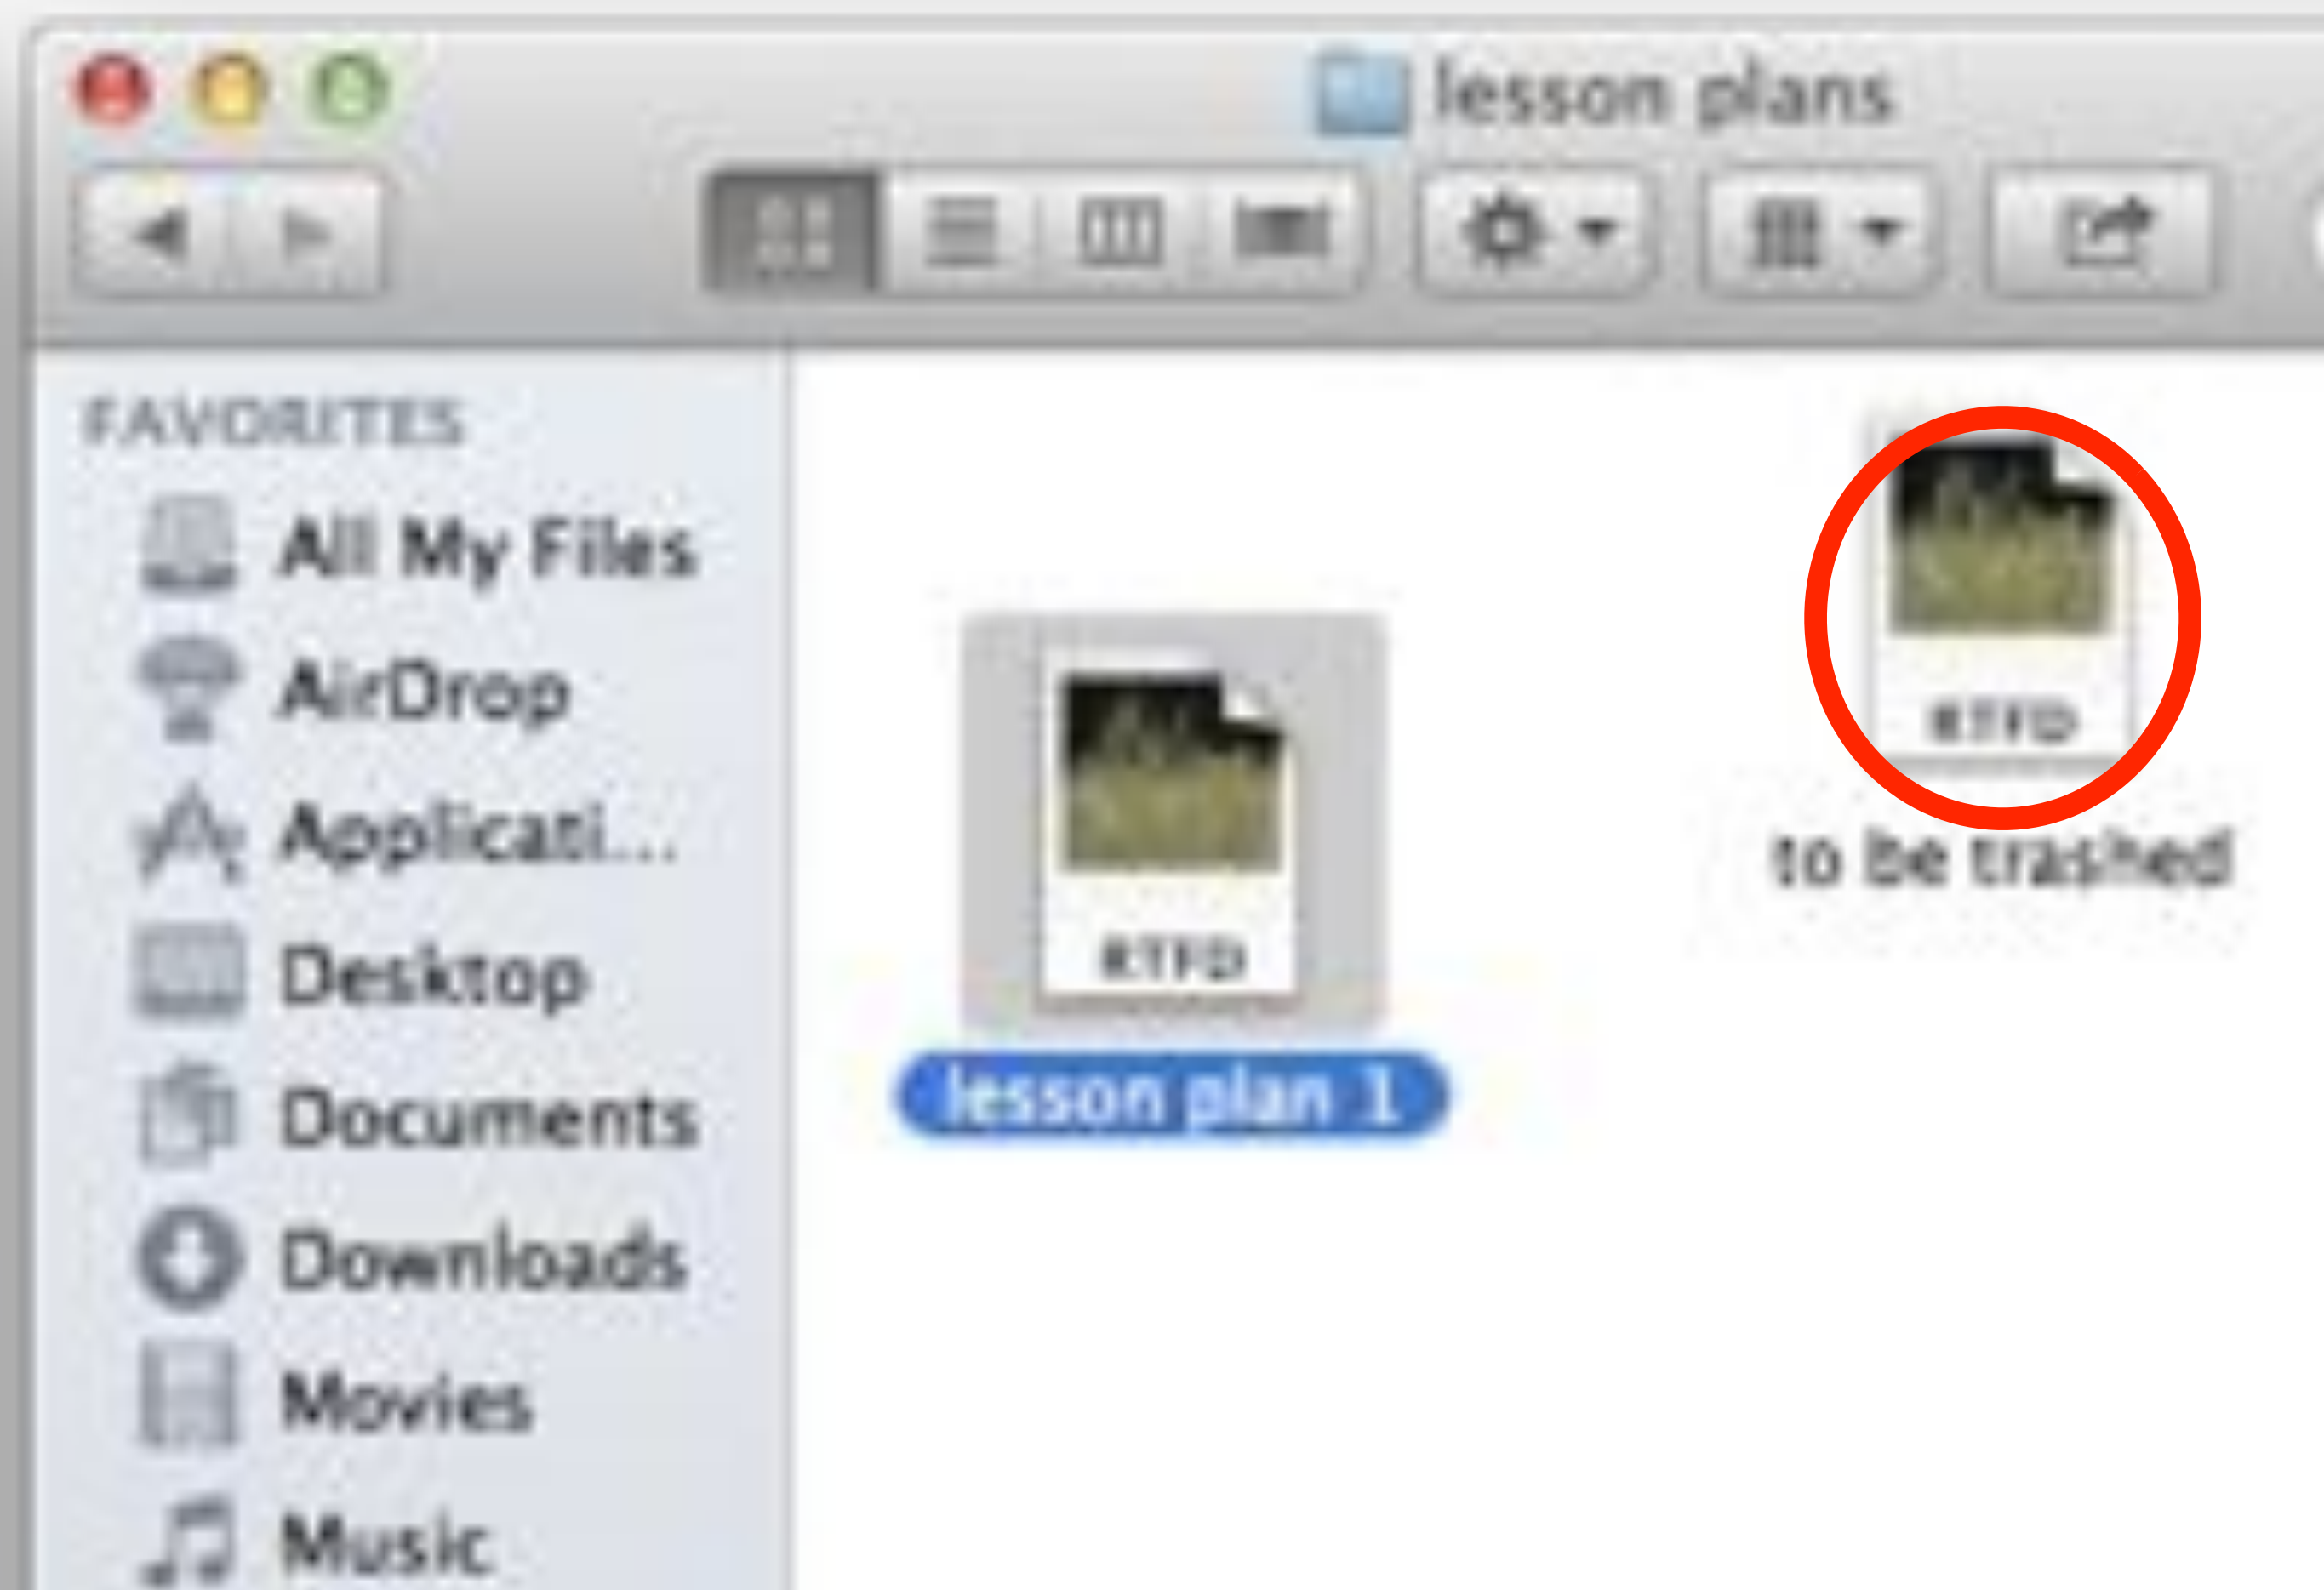 lesson plans
FAVORITES
All My Files
AirDrop
Applicati...
Desktop
Documents
Downloads
Movies
Music
RTFD
to be trashed
RTFD
lesson plan 1